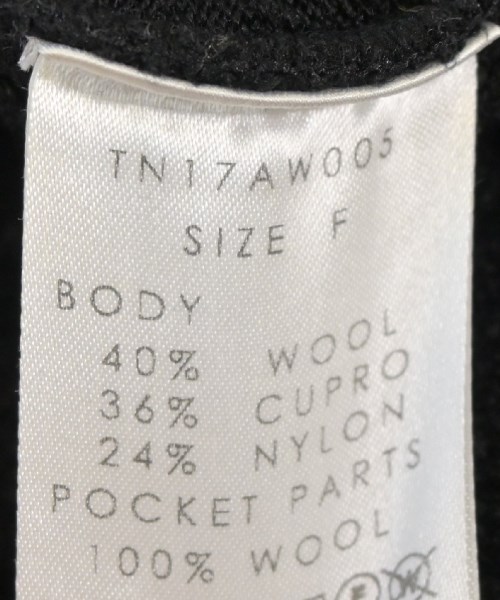 TN17AW005
SIZE F
BODY
40% WOOL
36% CUPRO
24% NYLON
POCKET PARTS
100% WOOL
F W